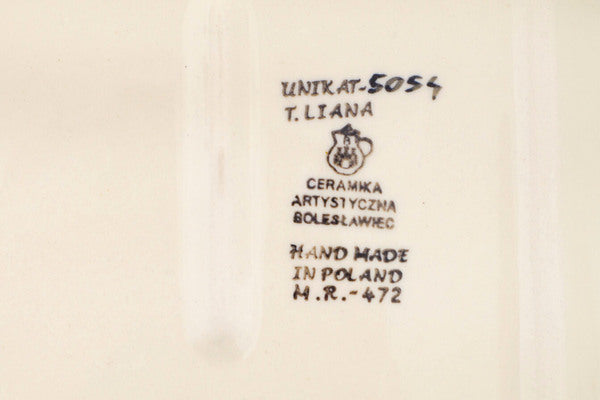 UNIKAT-5054
T. LIANA
CERAMIKA
ARTYSTYCZNA
BOLESŁAWIEC
HAND MADE
IN POLAND
M.R.-472